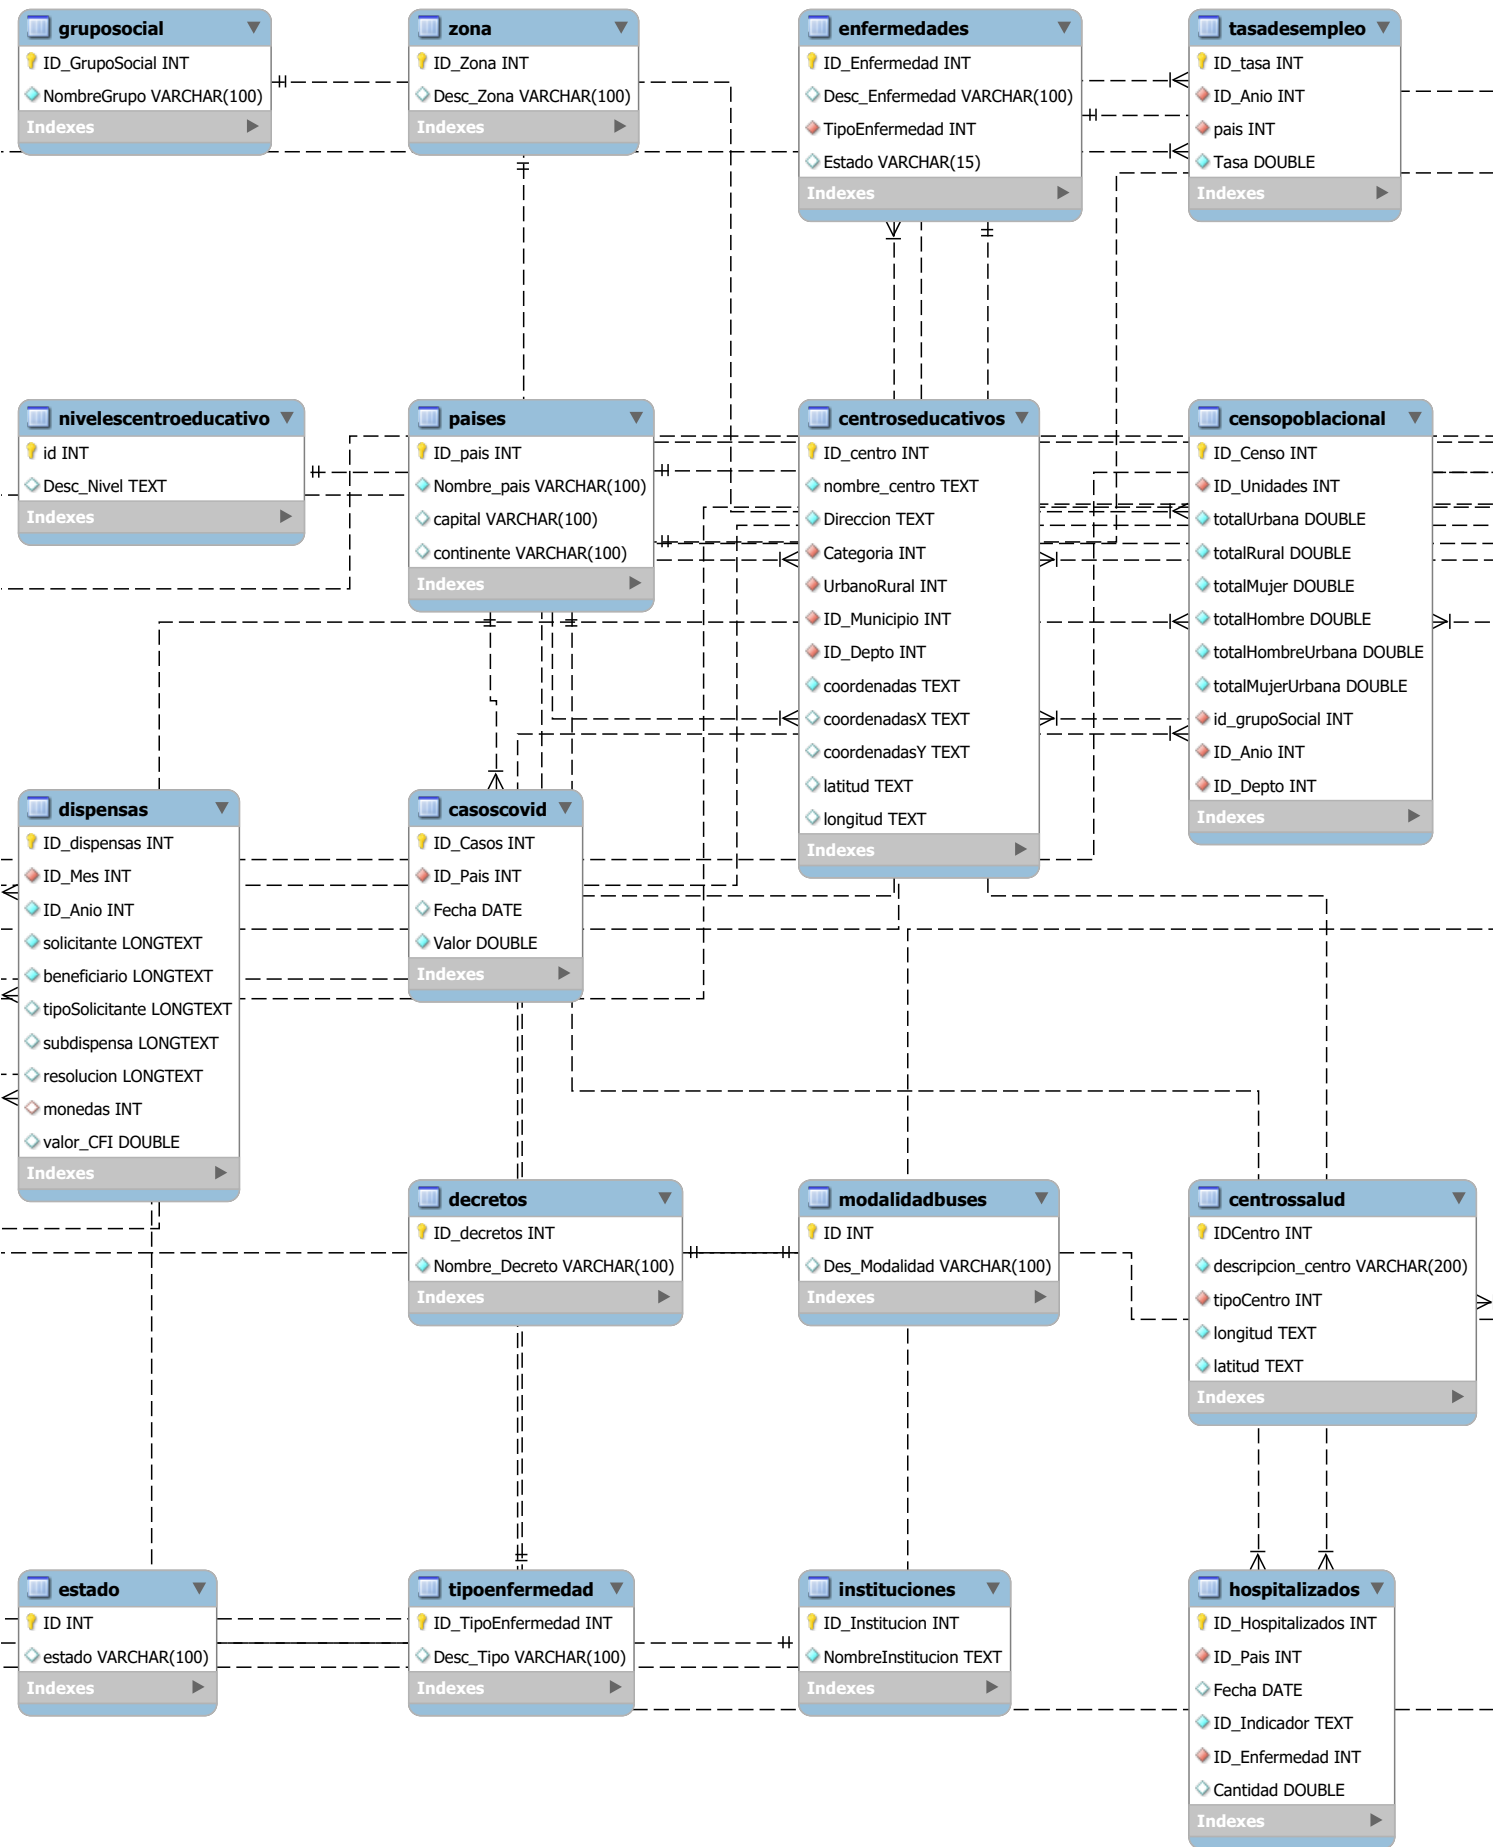 gruposocial
ID_GrupoSocial INT
NombreGrupo VARCHAR(100)
Indexes
zona
ID_Zona INT
Desc_Zona VARCHAR(100)
Indexes
enfermedades
ID_Enfermedad INT
Desc_Enfermedad VARCHAR(100)
TipoEnfermedad INT
Estado VARCHAR(15)
Indexes
tasadesempleo
ID_tasa INT
ID_Anio INT
pais INT
Tasa DOUBLE
Indexes
nivelescentroeducativo
id INT
Desc_Nivel TEXT
Indexes
paises
ID_pais INT
Nombre_pais VARCHAR(100)
capital VARCHAR(100)
continente VARCHAR(100)
Indexes
centroseducativos
ID_centro INT
nombre_centro TEXT
Direccion TEXT
Categoria INT
UrbanoRural INT
ID_Municipio INT
ID_Depto INT
coordenadas TEXT
coordenadasX TEXT
coordenadasY TEXT
latitud TEXT
longitud TEXT
Indexes
censopoblacional
ID_Censo INT
ID_Unidades INT
totalUrbana DOUBLE
totalRural DOUBLE
totalMujer DOUBLE
totalHombre DOUBLE
totalHombreUrbana DOUBLE
totalMujerUrbana DOUBLE
id_grupoSocial INT
ID_Anio INT
ID_Depto INT
Indexes
dispensas
ID_dispensas INT
ID_Mes INT
ID_Anio INT
solicitante LONGTEXT
beneficiario LONGTEXT
tipoSolicitante LONGTEXT
subdispensa LONGTEXT
resolucion LONGTEXT
monedas INT
valor_CFI DOUBLE
Indexes
casoscovid
ID_Casos INT
ID_Pais INT
Fecha DATE
Valor DOUBLE
Indexes
decretos
ID_decretos INT
Nombre_Decreto VARCHAR(100)
Indexes
modalidadbuses
ID INT
Des_Modalidad VARCHAR(100)
Indexes
centrossalud
IDCentro INT
descripcion_centro VARCHAR(200)
tipoCentro INT
longitud TEXT
latitud TEXT
Indexes
estado
ID INT
estado VARCHAR(100)
Indexes
tipoenfermedad
ID_TipoEnfermedad INT
Desc_Tipo VARCHAR(100)
Indexes
instituciones
ID_Institucion INT
NombreInstitucion TEXT
Indexes
hospitalizados
ID_Hospitalizados INT
ID_Pais INT
Fecha DATE
ID_Indicador TEXT
ID_Enfermedad INT
Cantidad DOUBLE
Indexes